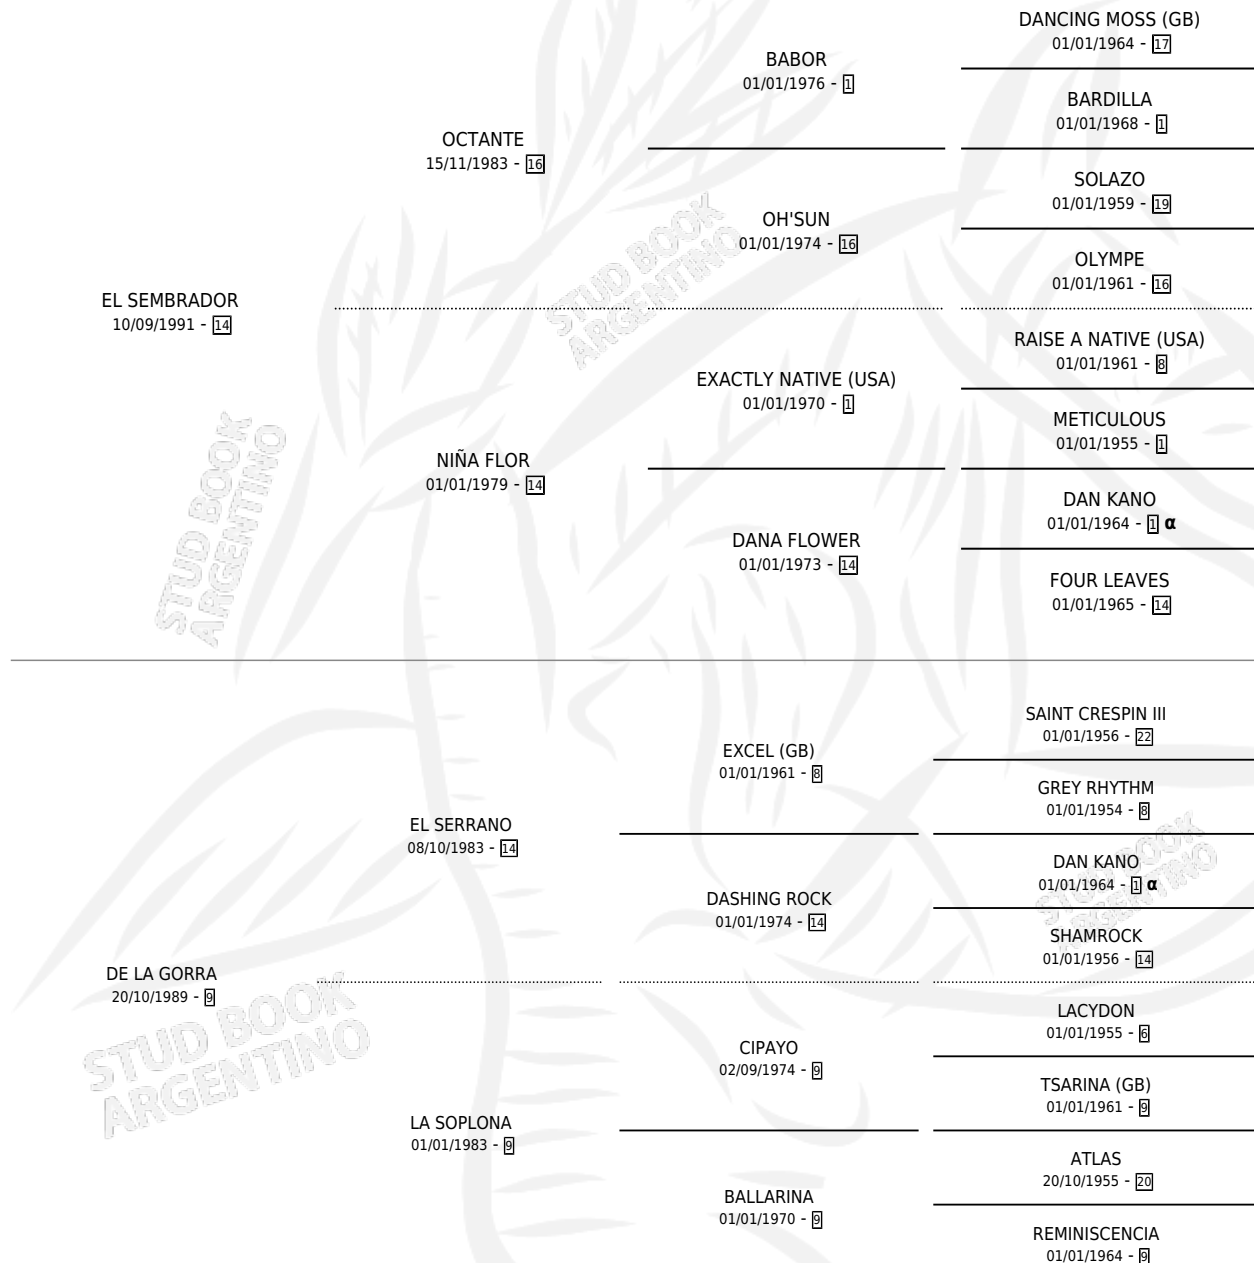 DANCING MOSS (GB)
01/01/1964 - 17
BABOR
01/01/1976 - 1
BARDILLA
01/01/1968 - 1
OCTANTE
15/11/1983 - 16
SOLAZO
01/01/1959 - 19
OH'SUN
01/01/1974 - 16
OLYMPE
01/01/1961 - 16
EL SEMBRADOR
10/09/1991 - 14
RAISE A NATIVE (USA)
01/01/1961 - 8
EXACTLY NATIVE (USA)
01/01/1970 - 1
METICULOUS
01/01/1955 - 1
NIÑA FLOR
01/01/1979 - 14
DAN KANO
01/01/1964 - 1 α
DANA FLOWER
01/01/1973 - 14
FOUR LEAVES
01/01/1965 - 14
SAINT CRESPIN III
01/01/1956 - 22
EXCEL (GB)
01/01/1961 - 8
GREY RHYTHM
01/01/1954 - 8
EL SERRANO
08/10/1983 - 14
DAN KANO
01/01/1964 - 1 α
DASHING ROCK
01/01/1974 - 14
SHAMROCK
01/01/1956 - 14
DE LA GORRA
20/10/1989 - 9
LACYDON
01/01/1955 - 6
CIPAYO
02/09/1974 - 9
TSARINA (GB)
01/01/1961 - 9
LA SOPLONA
01/01/1983 - 9
ATLAS
20/10/1955 - 20
BALLARINA
01/01/1970 - 9
REMINISCENCIA
01/01/1964 - 9
STUD BOOK
ARGENTINO
STUD BOOK
ARGENTINO
STUD BOOK
ARGENTINO
STUD BOOK
ARGENTINO